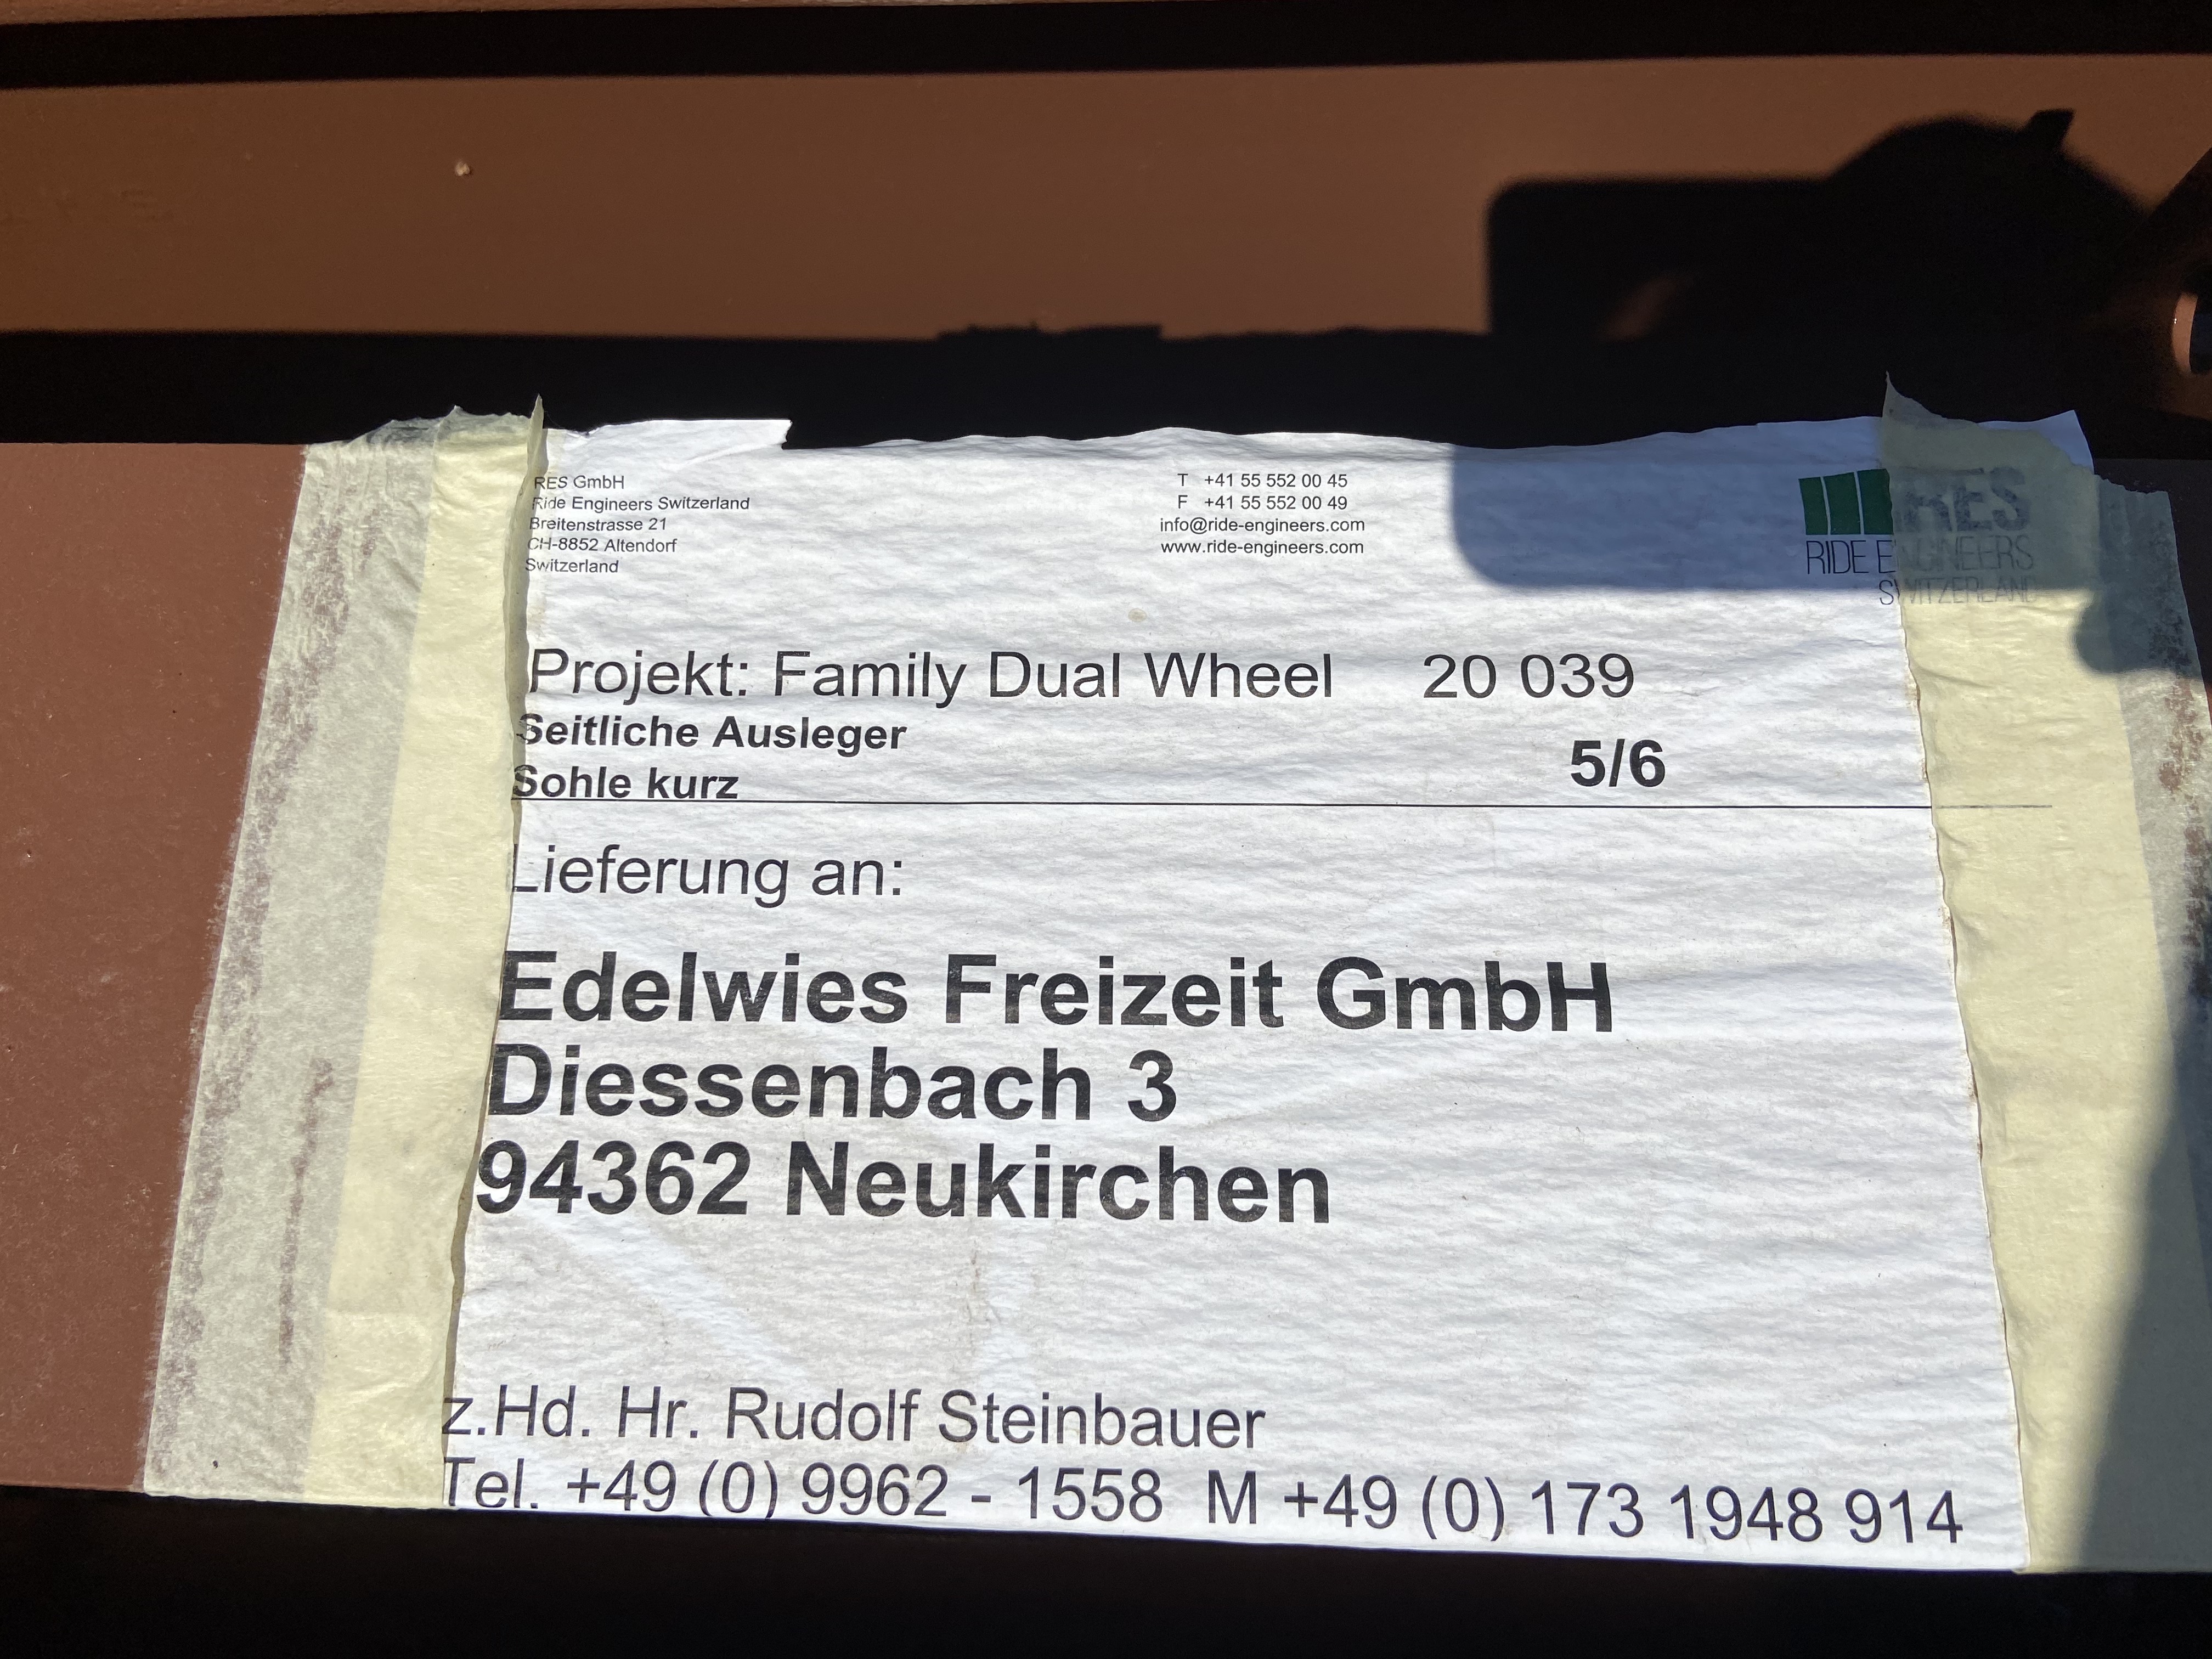 RES GmbH
Ride Engineers Switzerland
Breitenstrasse 21
CH-8852 Altendorf
Switzerland
T +41 55 552 00 45
F +41 55 552 00 49
info@ride-engineers.com
www.ride-engineers.com
RES
RIDE ENGINEERS
SWITZERLAND
Projekt: Family Dual Wheel 20 039
Seitliche Ausleger
Sohle kurz
5/6
Lieferung an:
Edelwies Freizeit GmbH
Diessenbach 3
94362 Neukirchen
z.Hd. Hr. Rudolf Steinbauer
Tel. +49 (0) 9962 - 1558 M +49 (0) 173 1948 914